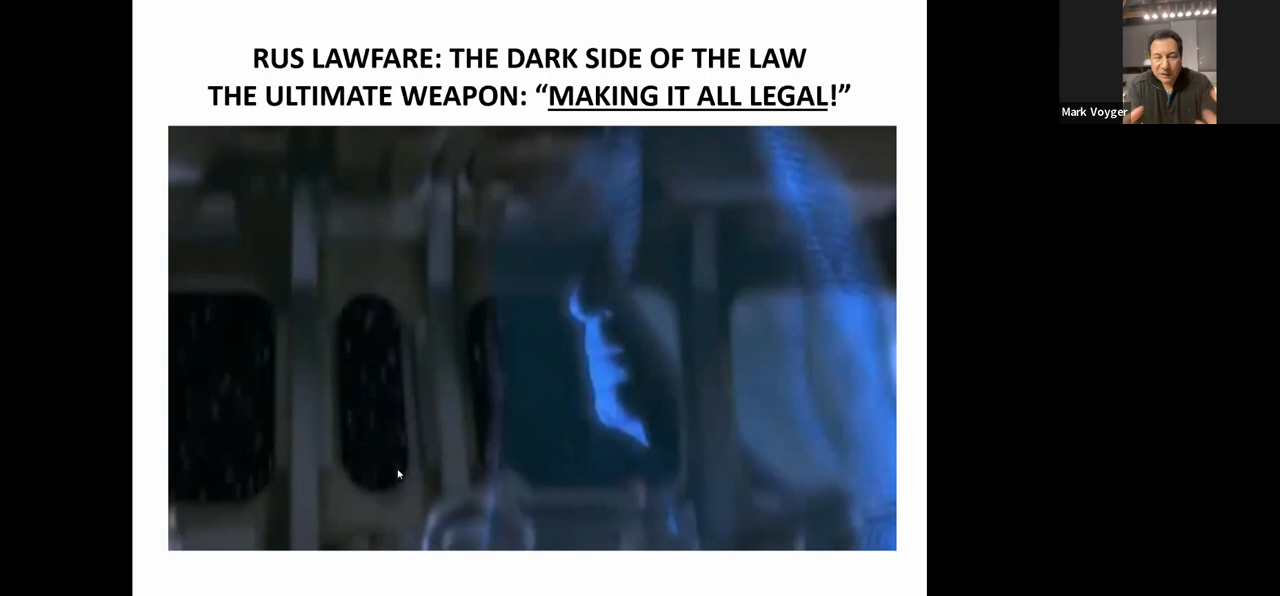 RUS LAWFARE: THE DARK SIDE OF THE LAW
THE ULTIMATE WEAPON: “MAKING IT ALL LEGAL!”
Mark Voyger